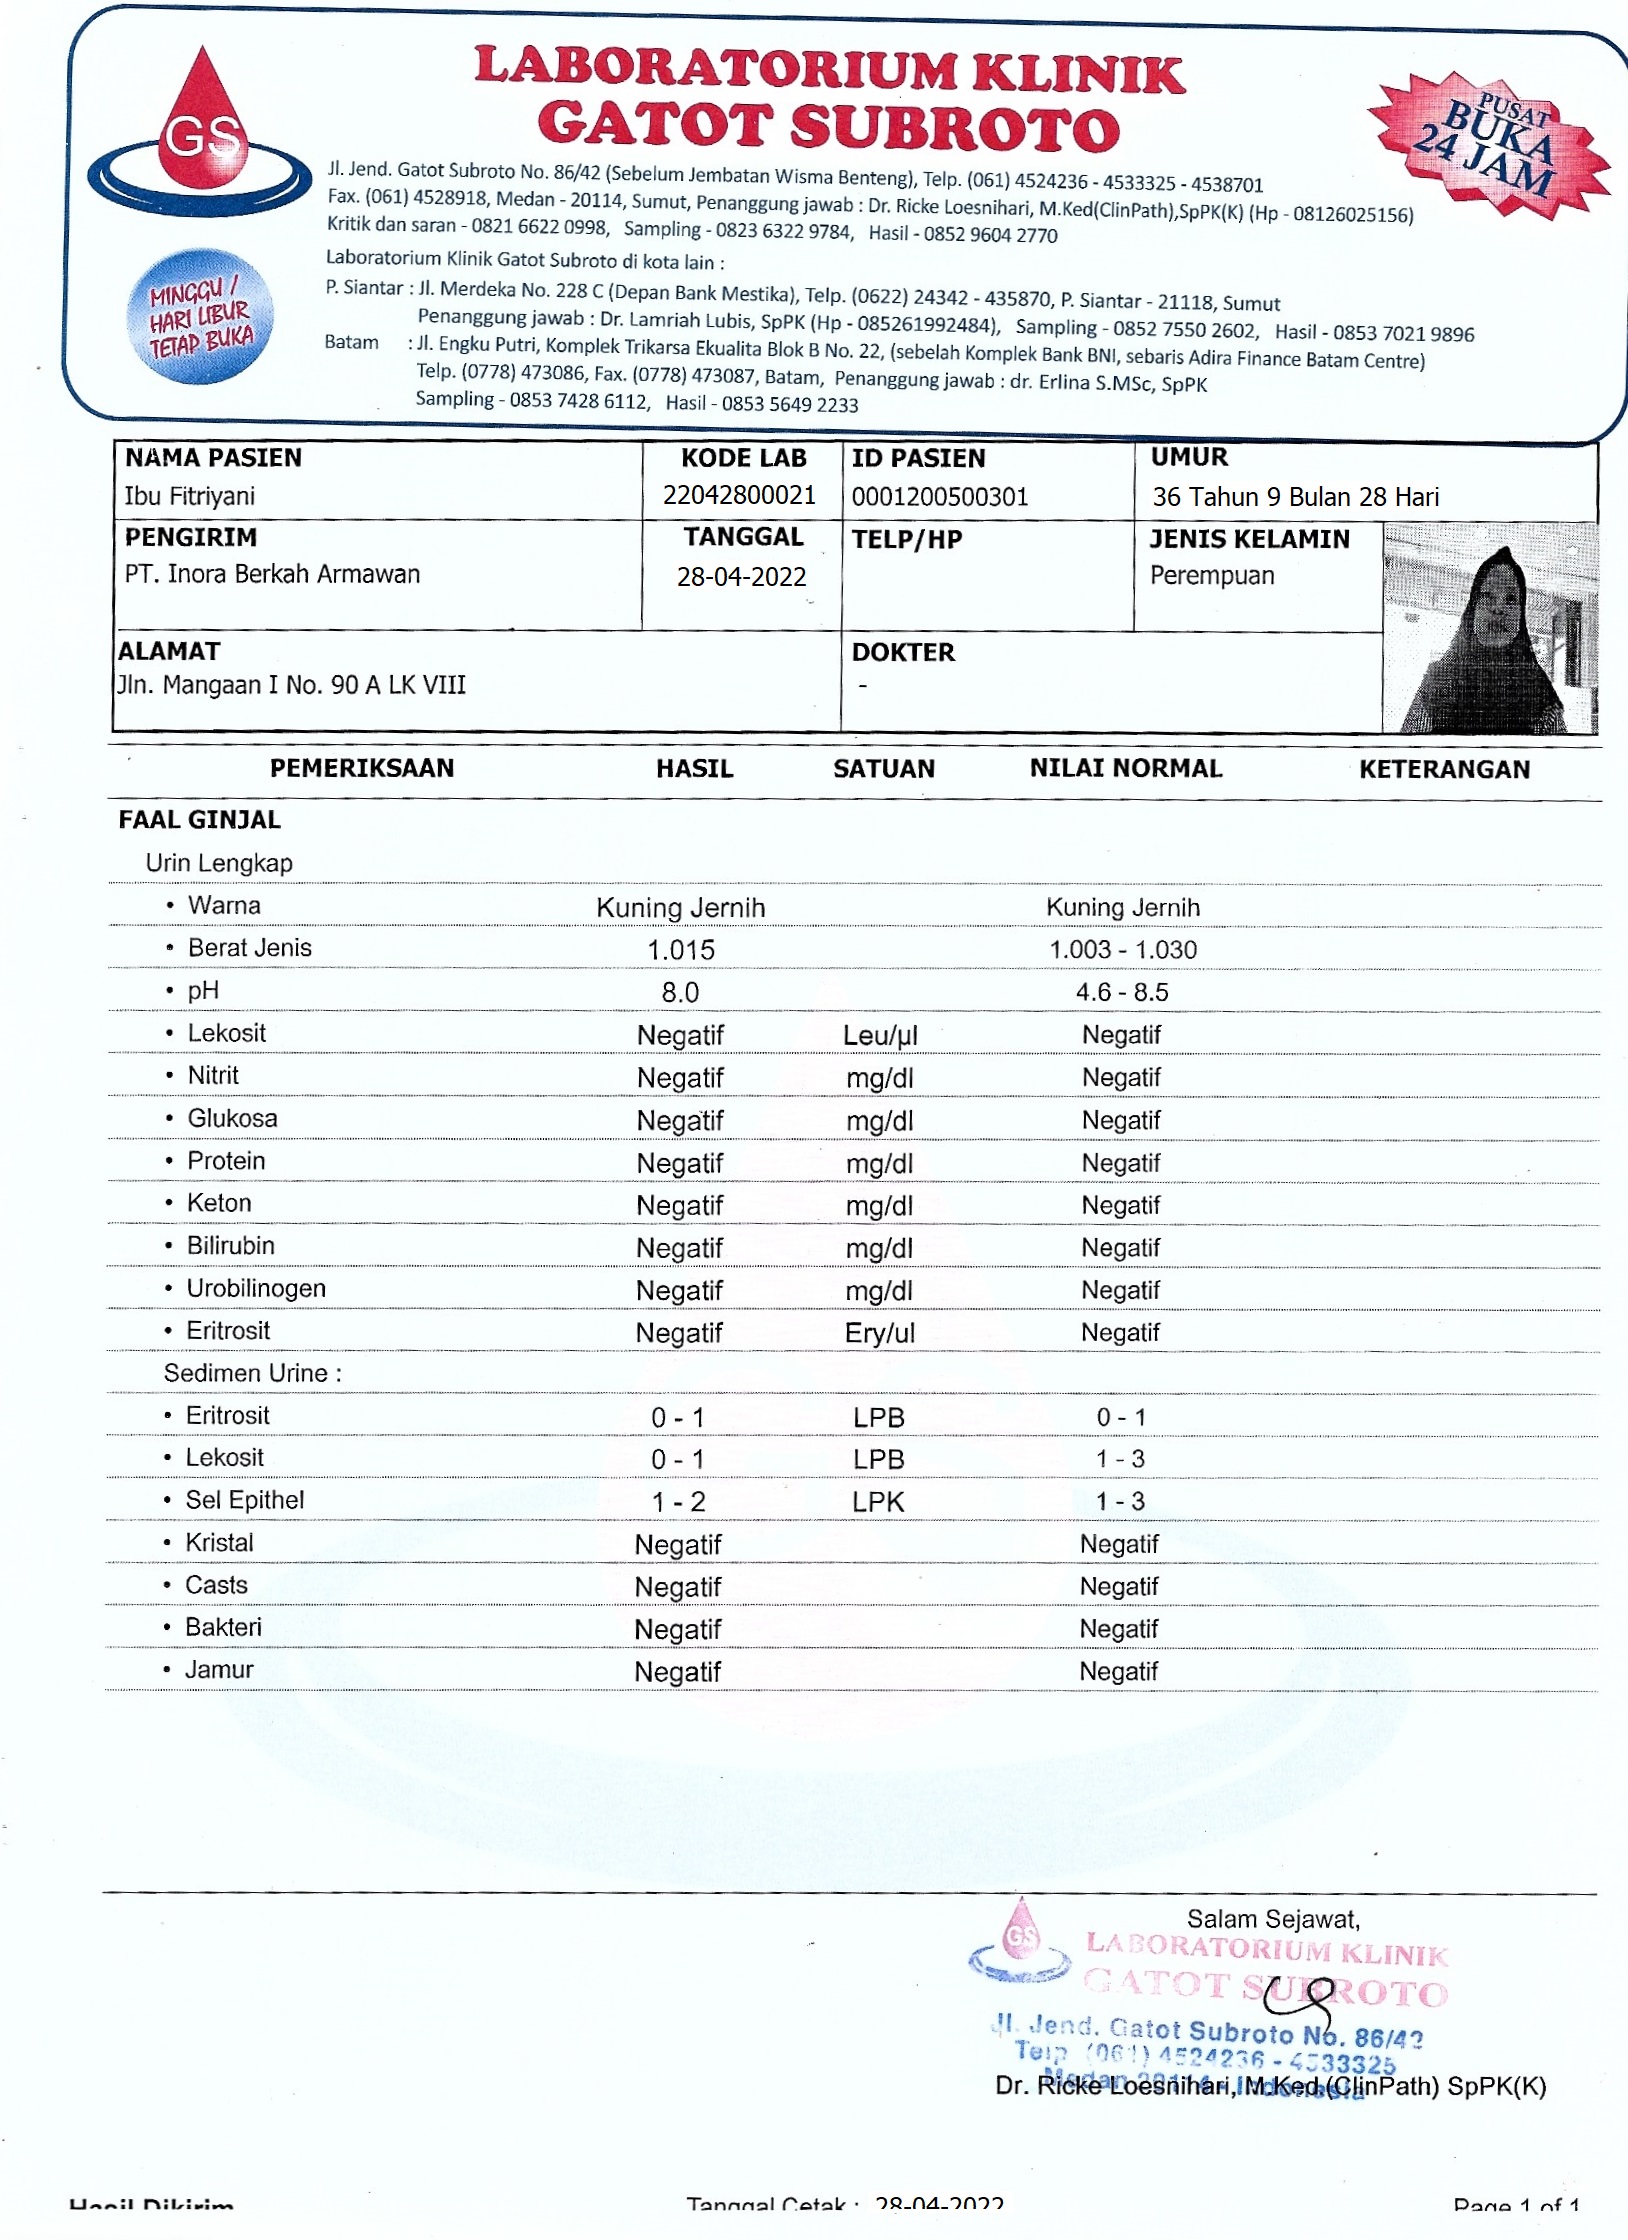 LABORATORIUM KLINIK
GATOT SUBROTO
GS
PUSAT
BUKA
24 JAM
Jl. Jend. Gatot Subroto No. 86/42 (Sebelum Jembatan Wisma Benteng), Telp. (061) 4524236 - 4533325 - 4538701
Fax. (061) 4528918, Medan - 20114, Sumut, Penanggung jawab : Dr. Ricke Loesnihari, M.Ked(ClinPath),SpPK(K) (Hp - 08126025156)
Kritik dan saran - 0821 6622 0998, Sampling - 0823 6322 9784, Hasil - 0852 9604 2770
Laboratorium Klinik Gatot Subroto di kota lain :
MINGGU /
HARI LIBUR
TETAP BUKA
P. Siantar : Jl. Merdeka No. 228 C (Depan Bank Mestika), Telp. (0622) 24342 - 435870, P. Siantar - 21118, Sumut
Penanggung jawab : Dr. Lamriah Lubis, SpPK (Hp - 085261992484), Sampling - 0852 7550 2602, Hasil - 0853 7021 9896
Batam : Jl. Engku Putri, Komplek Trikarsa Ekualita Blok B No. 22, (sebelah Komplek Bank BNI, sebaris Adira Finance Batam Centre)
Telp. (0778) 473086, Fax. (0778) 473087, Batam, Penanggung jawab : dr. Erlina S.MSc, SpPK
Sampling - 0853 7428 6112, Hasil - 0853 5649 2233
NAMA PASIEN KODE LAB ID PASIEN UMUR
Ibu Fitriyani 22042800021 0001200500301 36 Tahun 9 Bulan 28 Hari
PENGIRIM TANGGAL TELP/HP JENIS KELAMIN
PT. Inora Berkah Armawan 28-04-2022 Perempuan
ALAMAT DOKTER
Jln. Mangaan I No. 90 A LK VIII -
PEMERIKSAAN HASIL SATUAN NILAI NORMAL KETERANGAN
FAAL GINJAL
Urin Lengkap
• Warna Kuning Jernih Kuning Jernih
• Berat Jenis 1.015 1.003 - 1.030
• pH 8.0 4.6 - 8.5
• Lekosit Negatif Leu/µl Negatif
• Nitrit Negatif mg/dl Negatif
• Glukosa Negatif mg/dl Negatif
• Protein Negatif mg/dl Negatif
• Keton Negatif mg/dl Negatif
• Bilirubin Negatif mg/dl Negatif
• Urobilinogen Negatif mg/dl Negatif
• Eritrosit Negatif Ery/ul Negatif
Sedimen Urine :
• Eritrosit 0 - 1 LPB 0 - 1
• Lekosit 0 - 1 LPB 1 - 3
• Sel Epithel 1 - 2 LPK 1 - 3
• Kristal Negatif Negatif
• Casts Negatif Negatif
• Bakteri Negatif Negatif
• Jamur Negatif Negatif
Salam Sejawat,
GS
LABORATORIUM KLINIK
GATOT SUBROTO
Jl. Jend. Gatot Subroto No. 86/42
Telp (061) 4524236 - 4533325
Medan 20114 - Indonesia
Dr. Ricke Loesnihari, M.Ked (ClinPath) SpPK(K)
Hasil Dikirim Tanggal Cetak : 28-04-2022 Page 1 of 1